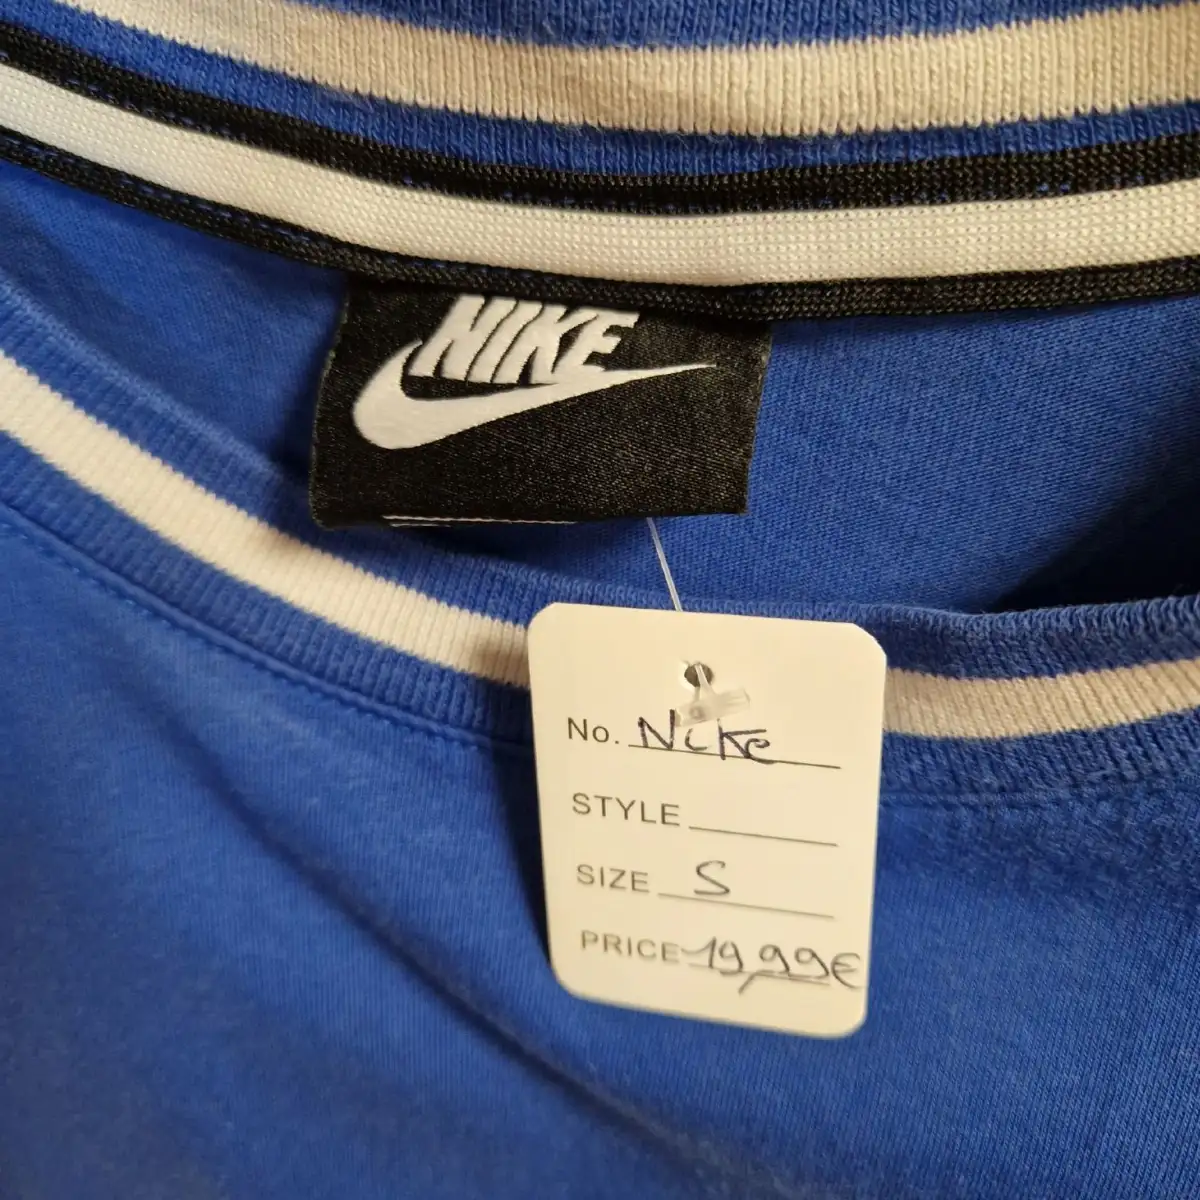 NIKE
No. Nike
STYLE
SIZE S
PRICE 19,99€